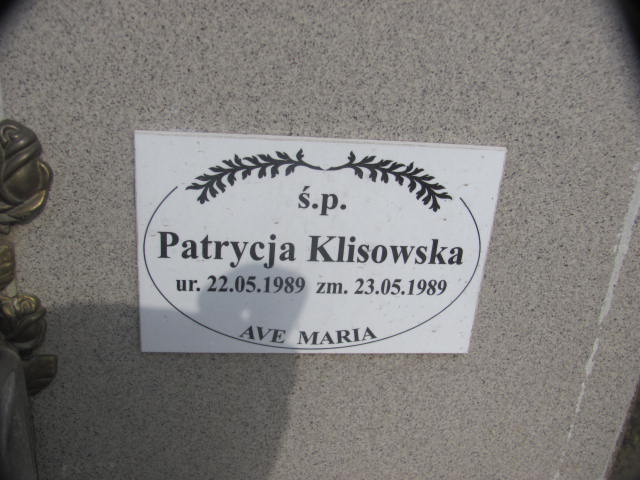 ś.p.
Patrycja Klisowska
ur. 22.05.1989 zm. 23.05.1989
AVE MARIA